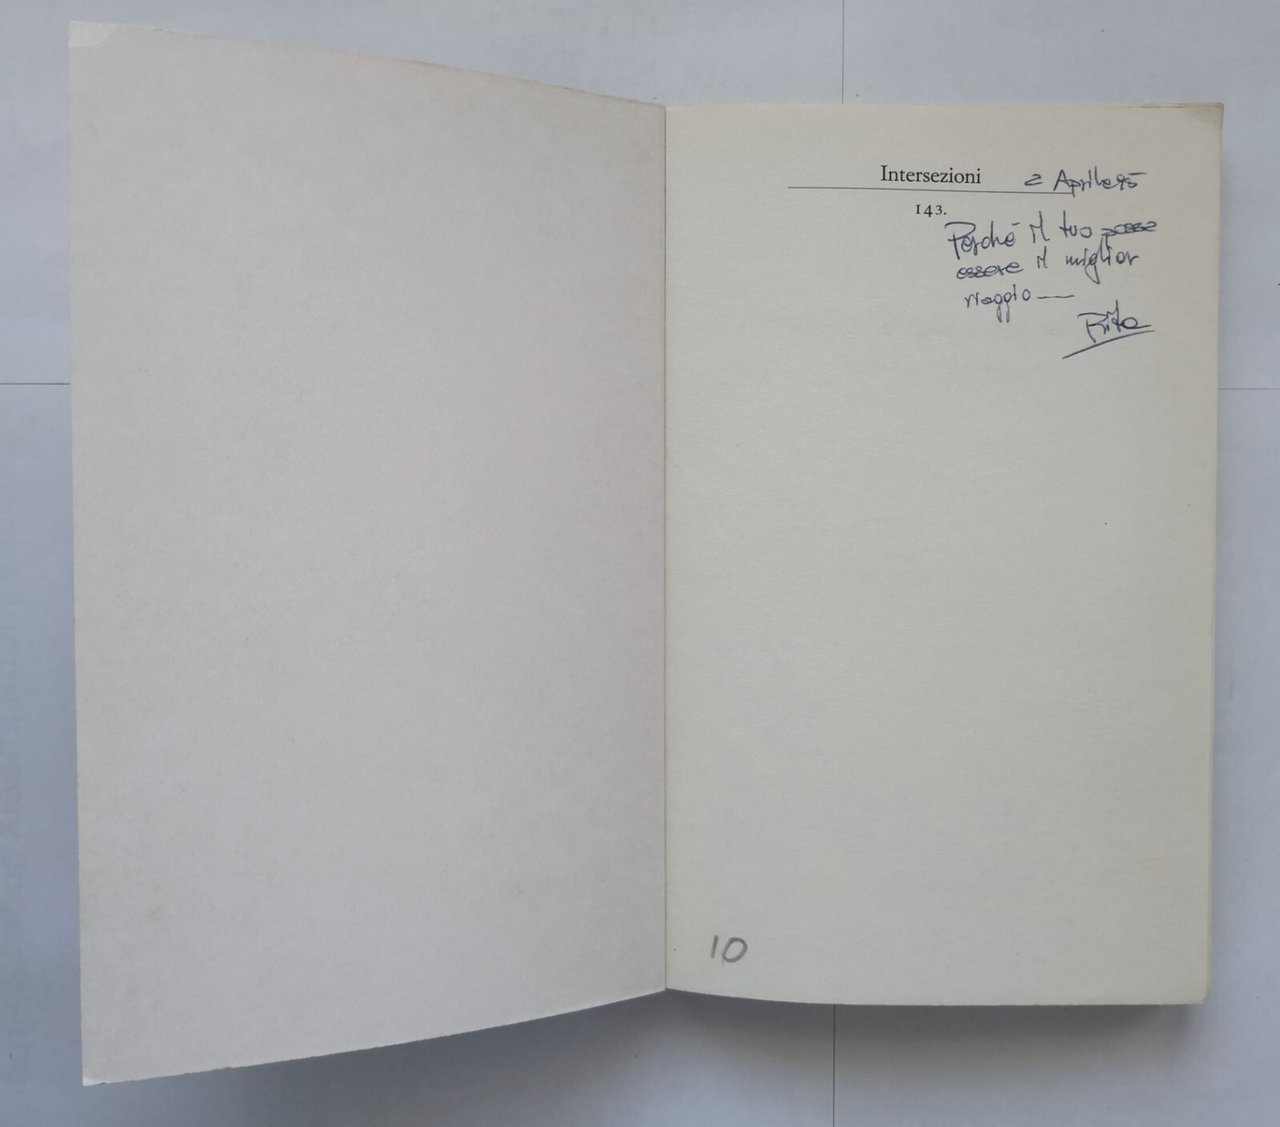 Intersezioni
2 Aprile 95
143.
Perché il tuo possa
essere il miglior
viaggio —
Rita
10